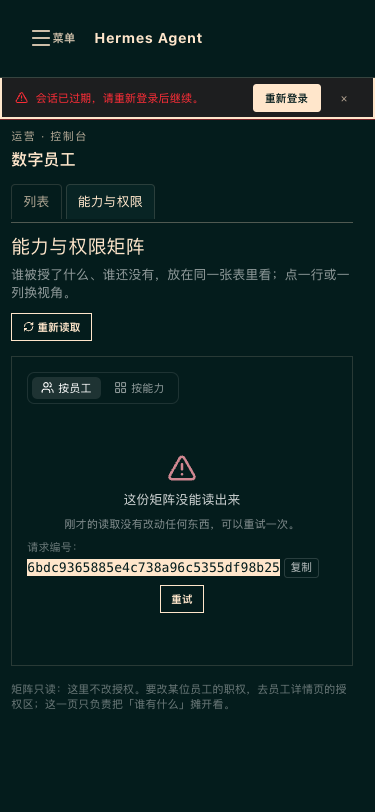 菜单
Hermes Agent
会话已过期，请重新登录后继续。
重新登录
×
运营 · 控制台
数字员工
列表
能力与权限
能力与权限矩阵
谁被授了什么、谁还没有，放在同一张表里看；点一行或一
列换视角。
重新读取
按员工
按能力
这份矩阵没能读出来
刚才的读取没有改动任何东西，可以重试一次。
请求编号：
6bdc9365885e4c738a96c5355df98b25
复制
重试
矩阵只读：这里不改授权。要改某位员工的职权，去员工详情页的授
权区；这一页只负责把「谁有什么」摊开看。